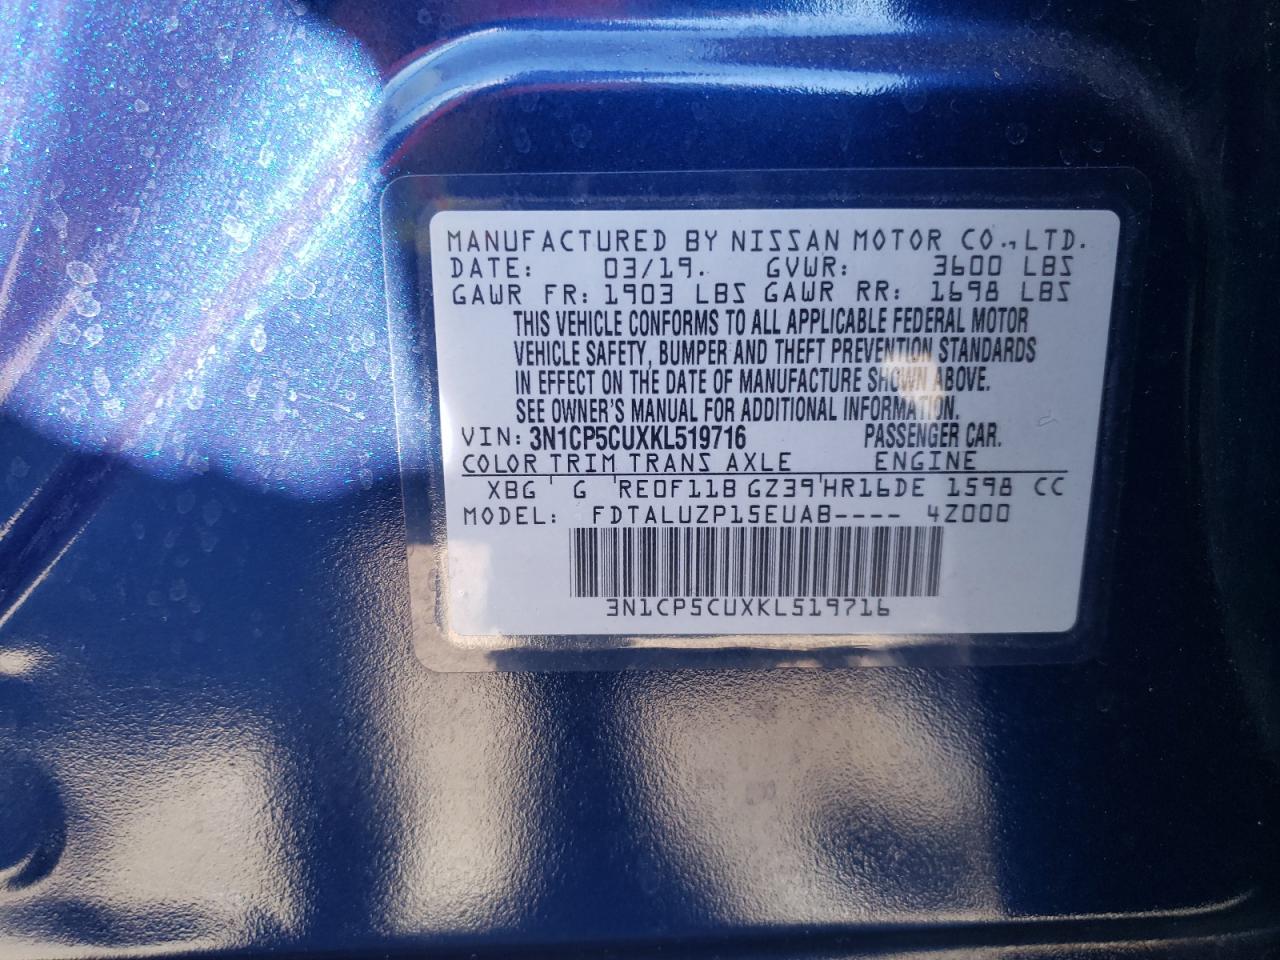 MANUFACTURED BY NISSAN MOTOR CO.,LTD.
DATE: 03/19. GVWR: 3600 LBS
GAWR FR: 1903 LBS GAWR RR: 1698 LBS
THIS VEHICLE CONFORMS TO ALL APPLICABLE FEDERAL MOTOR
VEHICLE SAFETY, BUMPER AND THEFT PREVENTION STANDARDS
IN EFFECT ON THE DATE OF MANUFACTURE SHOWN ABOVE.
SEE OWNER'S MANUAL FOR ADDITIONAL INFORMATION.
VIN: 3N1CP5CUXKL519716 PASSENGER CAR.
COLOR TRIM TRANS AXLE ENGINE
XBG ' G ' RE0F11B GZ39'HR16DE 1598 CC
MODEL: FDTALUZP15EUAB---- 4Z000
3N1CP5CUXKL519716